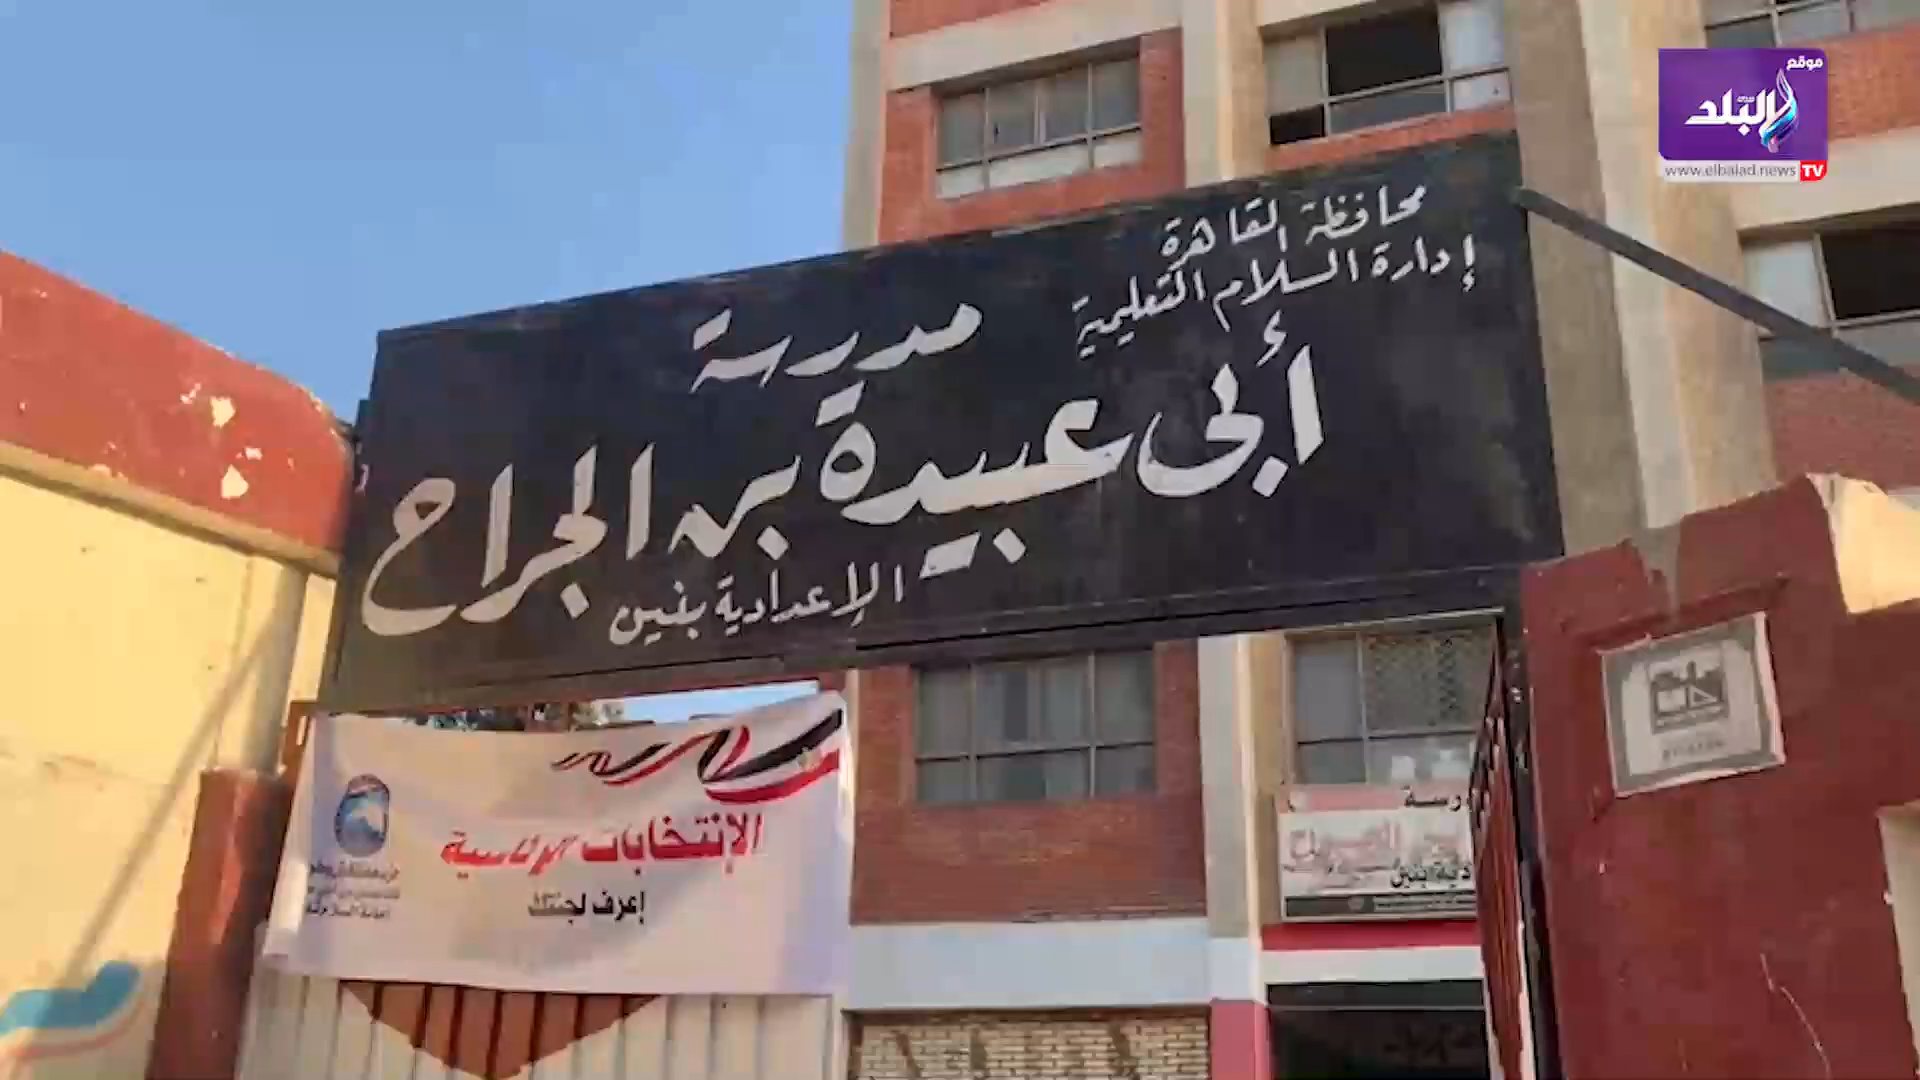 محافظة القاهرة
إدارة السلام التعليمية
مدرسة
أبى عبيدة بن الجراح
الإعدادية بنين
موقع
البلد
www.elbalad.news TV
الإنتخابات الرئاسية
إعرف لجنتك